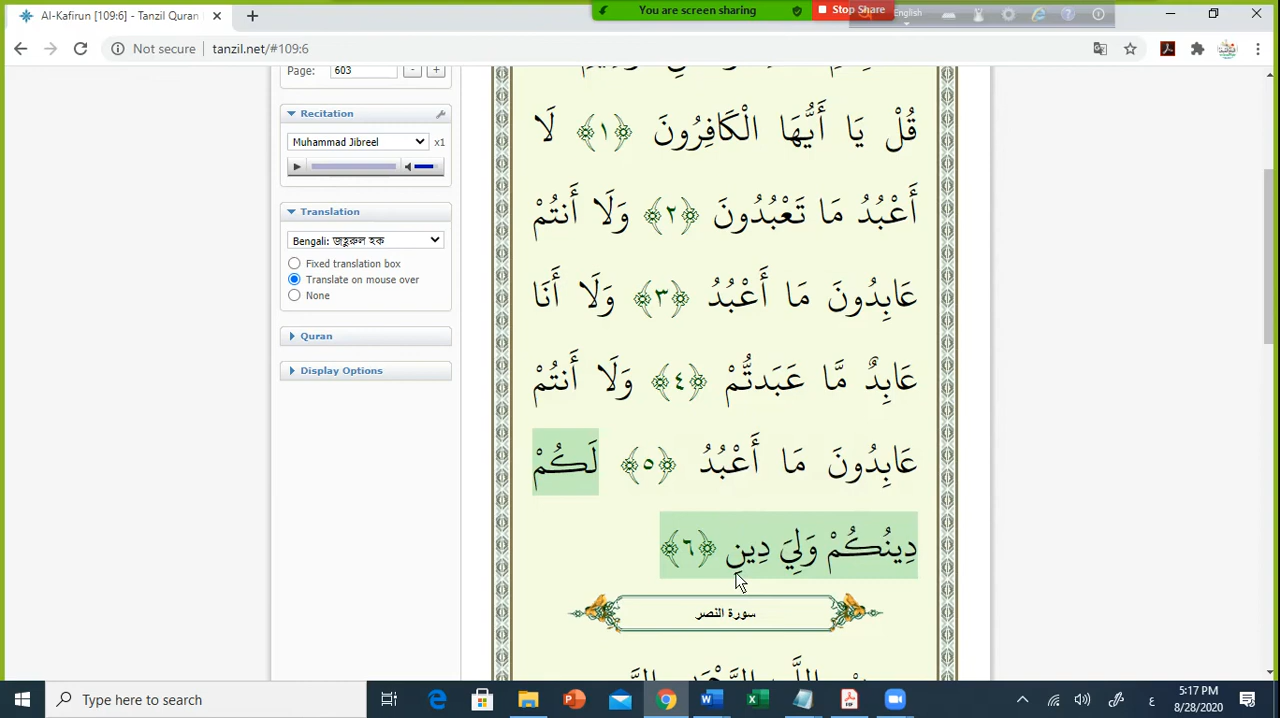 Al-Kafirun [109:6] - Tanzil Quran
You are screen sharing
Stop Share
English
Not secure
tanzil.net/#109:6
Page: 603 - +
Recitation
Muhammad Jibreel x1
Translation
Bengali: জহুরুল হক
Fixed translation box
Translate on mouse over
None
Quran
Display Options
قُلْ يَا أَيُّهَا الْكَافِرُونَ ﴿١﴾ لَا
أَعْبُدُ مَا تَعْبُدُونَ ﴿٢﴾ وَلَا أَنتُمْ
عَابِدُونَ مَا أَعْبُدُ ﴿٣﴾ وَلَا أَنَا
عَابِدٌ مَّا عَبَدتُّمْ ﴿٤﴾ وَلَا أَنتُمْ
عَابِدُونَ مَا أَعْبُدُ ﴿٥﴾ لَكُمْ
دِينُكُمْ وَلِيَ دِينِ ﴿٦﴾
سورة النصر
Type here to search
ع
5:17 PM
8/28/2020